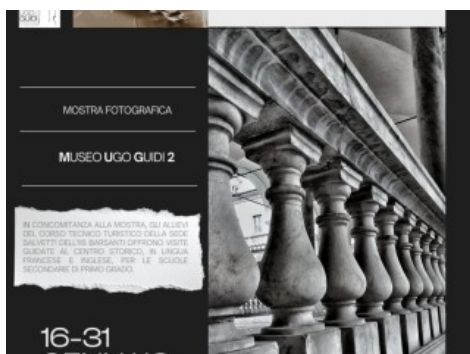 MOSTRA FOTOGRAFICA
MUSEO UGO GUIDI 2
IN CONCOMITANZA ALLA MOSTRA, GLI ALLIEVI
DEL CORSO TECNICO TURISTICO DELLA SEDE
SALVETTI DELL'IS BARSANTI OFFRONO VISITE
GUIDATE AL CENTRO STORICO, IN LINGUA
FRANCESE E INGLESE, PER LE SCUOLE
SECONDARIE DI PRIMO GRADO.
16-31